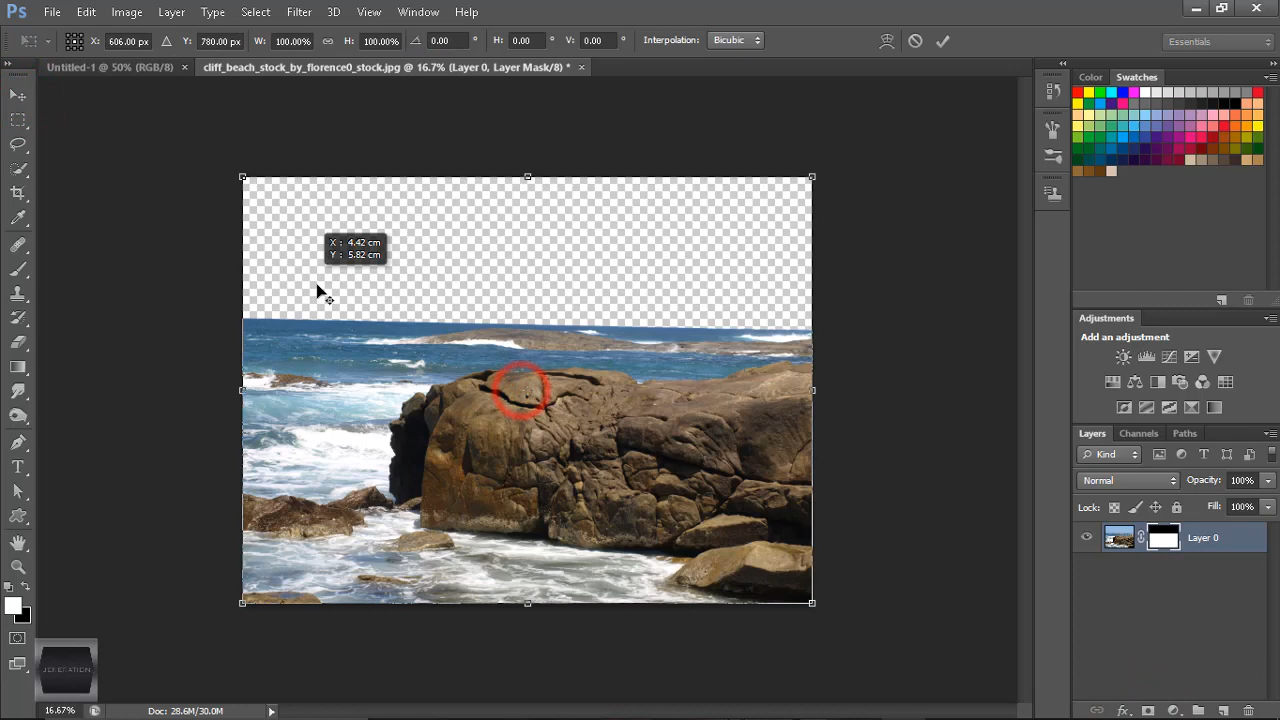 Ps File Edit Image Layer Type Select Filter 3D View Window Help
X: 606.00 px Y: 780.00 px W: 100.00% H: 100.00% 0.00 ° H: 0.00 ° V: 0.00 ° Interpolation: Bicubic Essentials
Untitled-1 @ 50% (RGB/8) × cliff_beach_stock_by_florence0_stock.jpg @ 16.7% (Layer 0, Layer Mask/8) * ×
Color Swatches
X : 4.42 cm
Y : 5.82 cm
Adjustments
Add an adjustment
Layers Channels Paths
Kind
Normal Opacity: 100%
Lock: Fill: 100%
Layer 0
16.67% Doc: 28.6M/30.0M